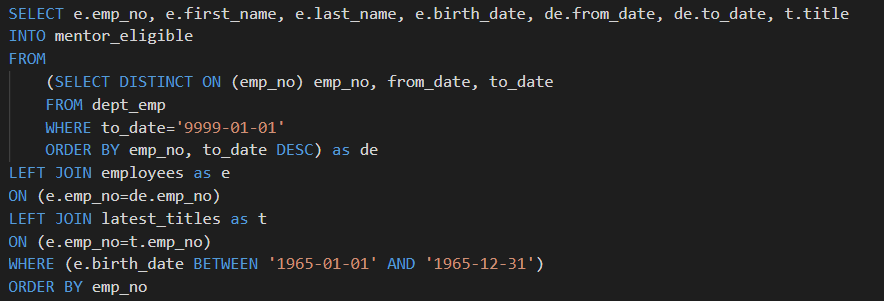 SELECT e.emp_no, e.first_name, e.last_name, e.birth_date, de.from_date, de.to_date, t.title
INTO mentor_eligible
FROM
    (SELECT DISTINCT ON (emp_no) emp_no, from_date, to_date
    FROM dept_emp
    WHERE to_date='9999-01-01'
    ORDER BY emp_no, to_date DESC) as de
LEFT JOIN employees as e
ON (e.emp_no=de.emp_no)
LEFT JOIN latest_titles as t
ON (e.emp_no=t.emp_no)
WHERE (e.birth_date BETWEEN '1965-01-01' AND '1965-12-31')
ORDER BY emp_no